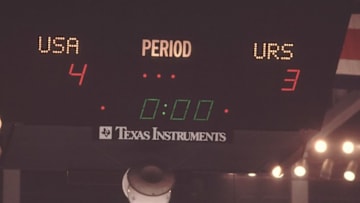 USA PERIOD URS
4 ... 3
0:00
TEXAS INSTRUMENTS